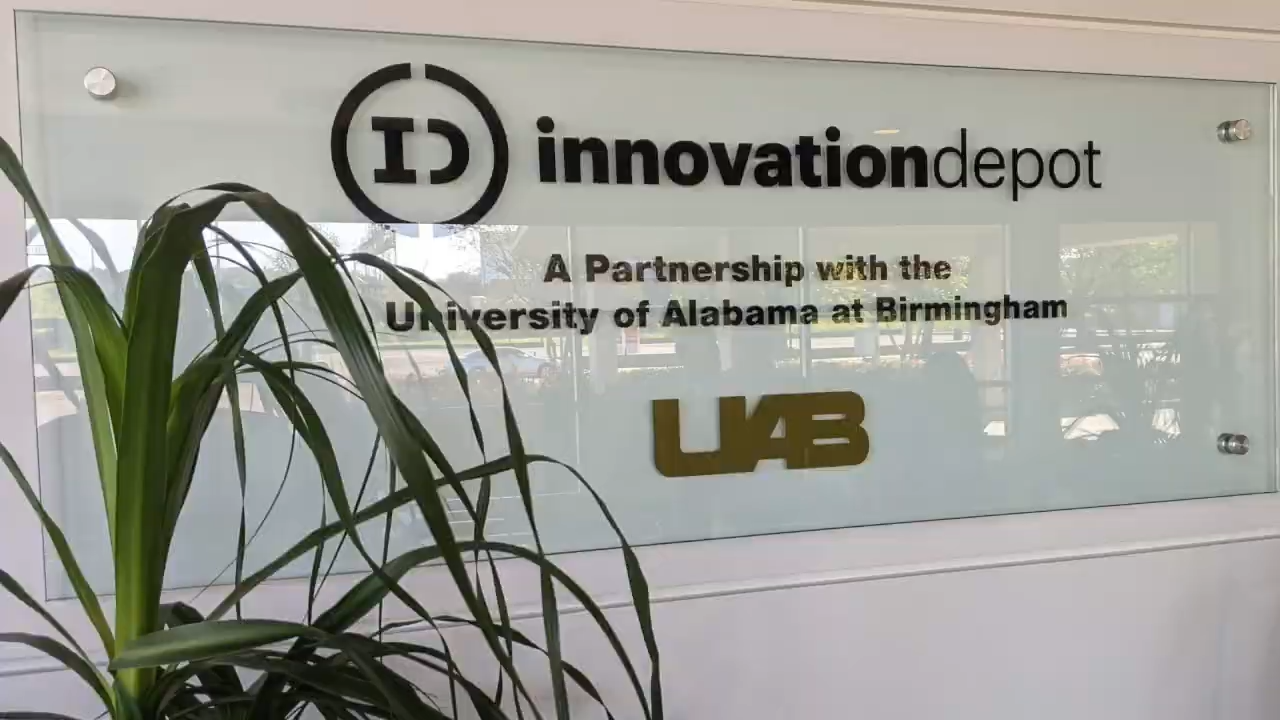 ID innovationdepot
A Partnership with the
University of Alabama at Birmingham
UAB